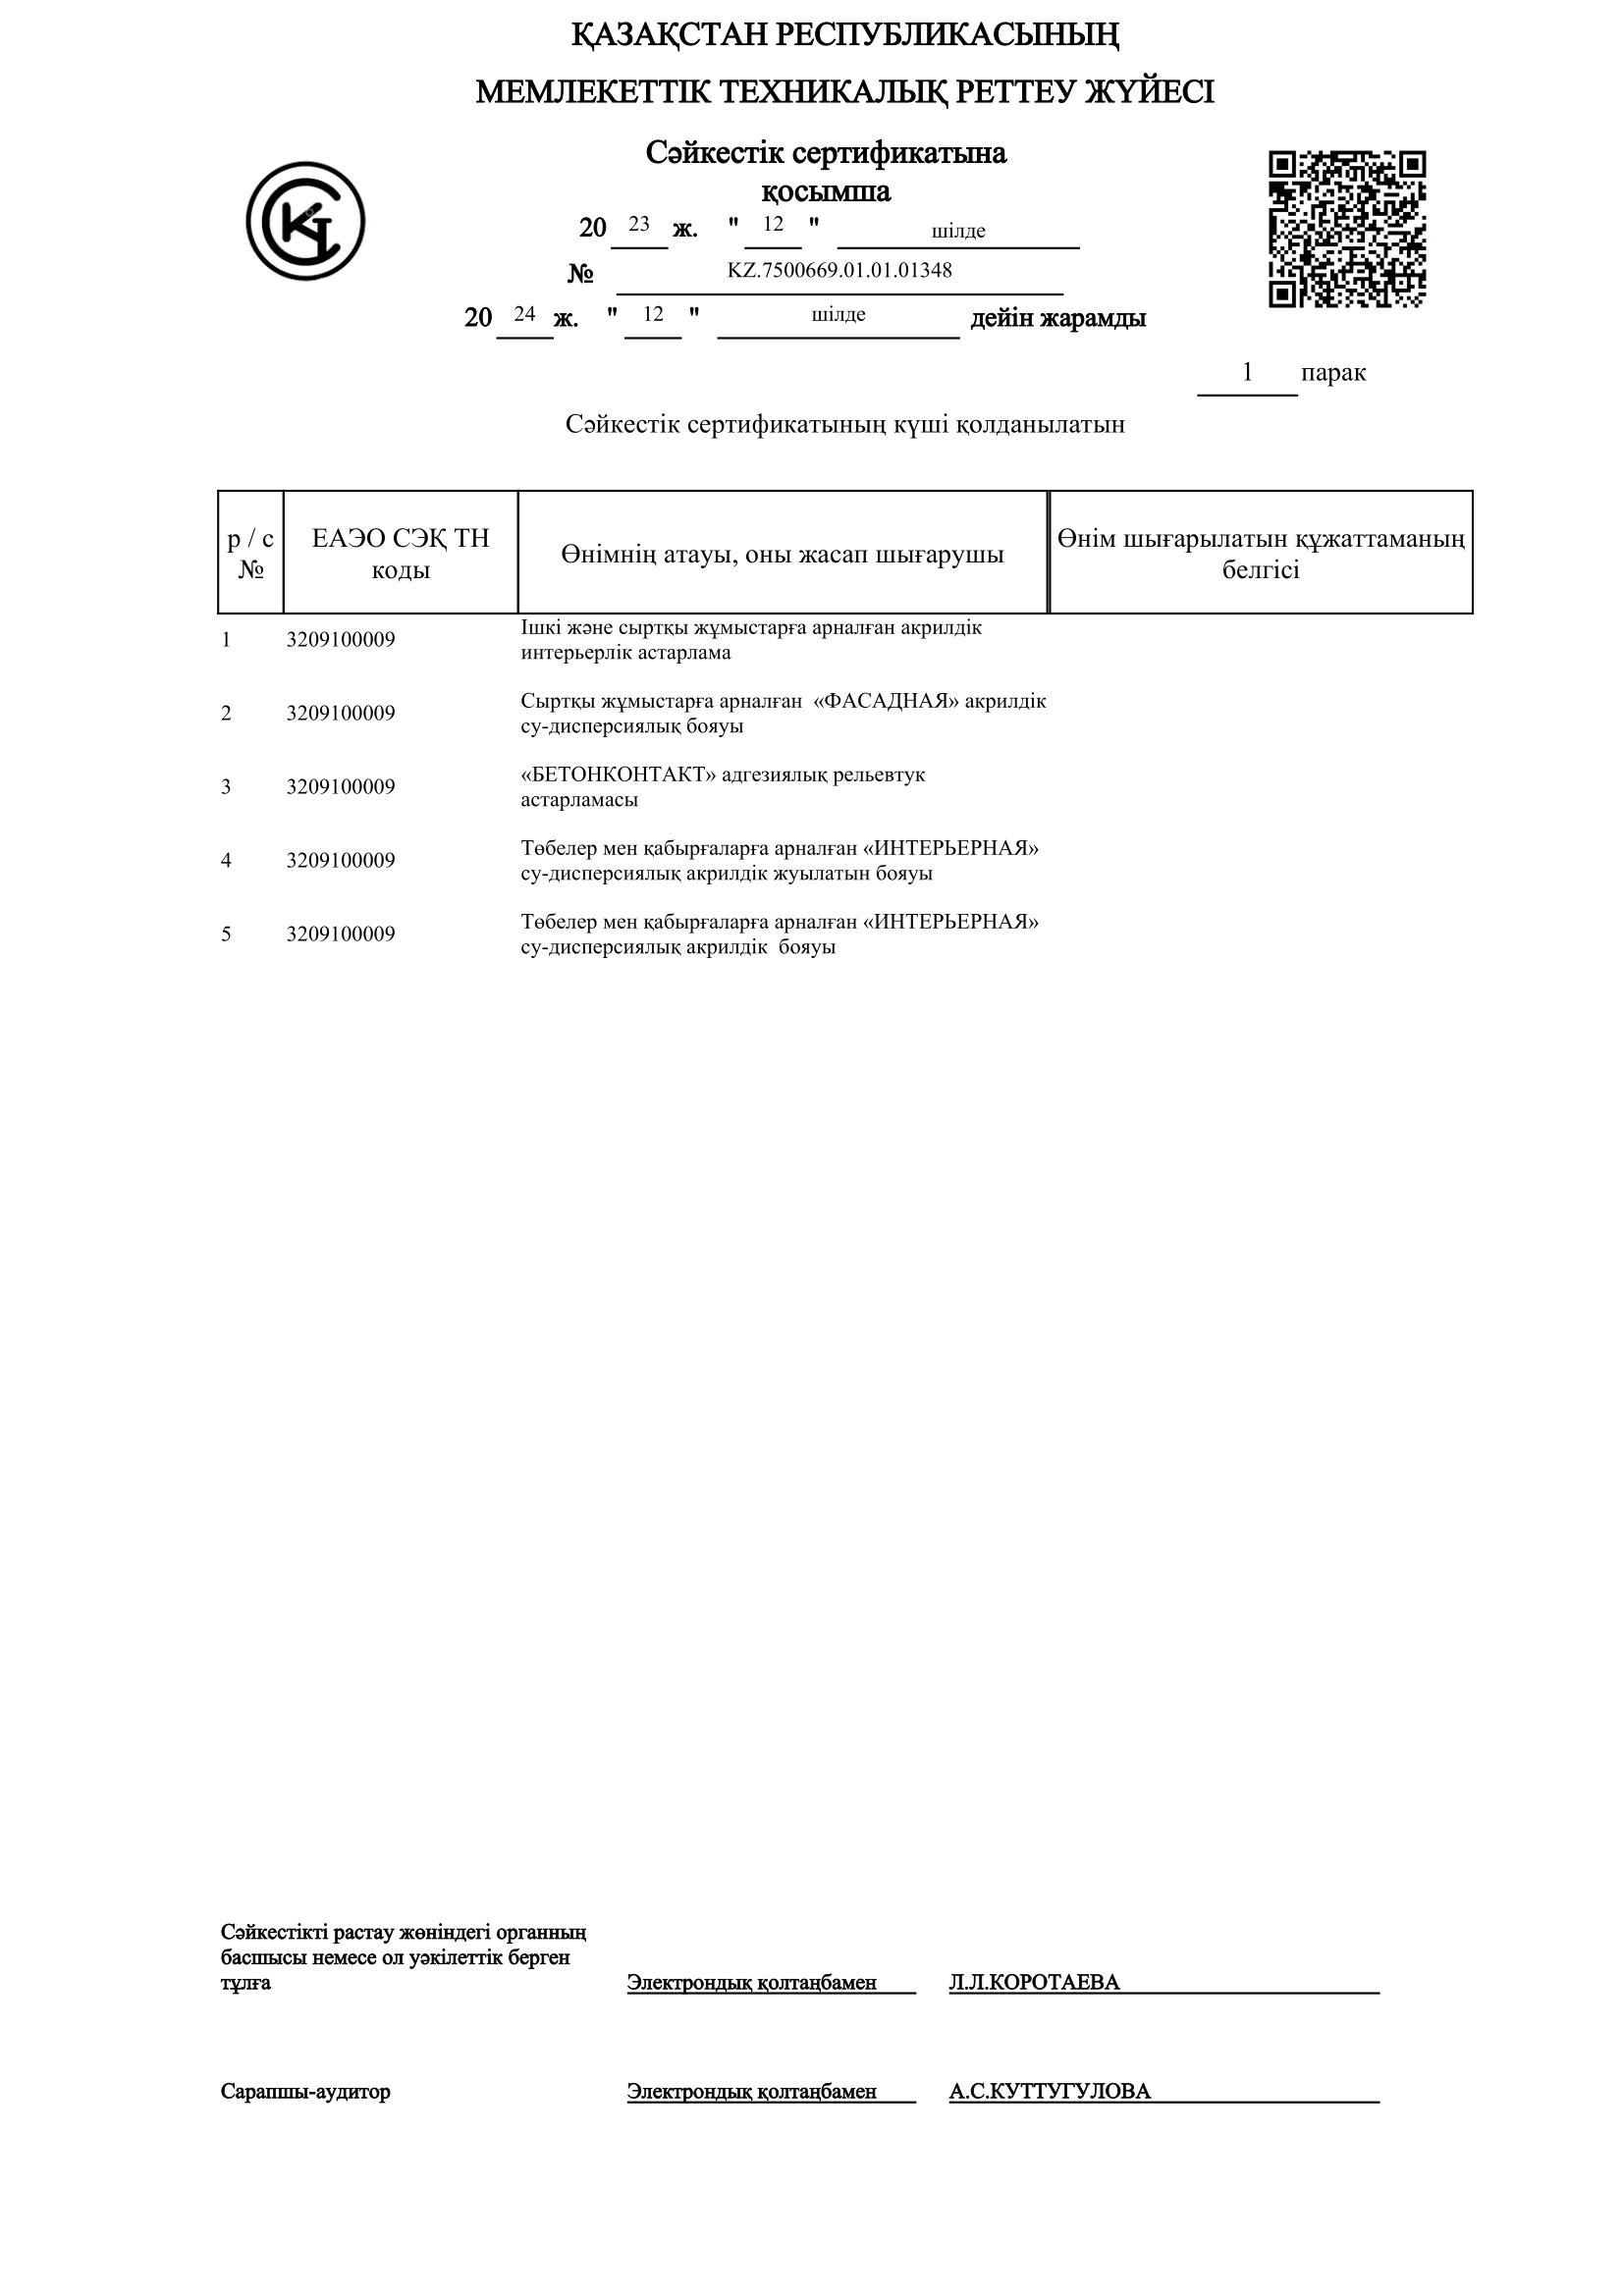 ҚАЗАҚСТАН РЕСПУБЛИКАСЫНЫҢ
МЕМЛЕКЕТТІК ТЕХНИКАЛЫҚ РЕТТЕУ ЖҮЙЕСІ
Сәйкестік сертификатына
қосымша
20 23 ж. " 12 " шілде
№ KZ.7500669.01.01.01348
20 24 ж. " 12 " шілде дейін жарамды
1 парак
Сәйкестік сертификатының күші қолданылатын
р / с
№
ЕАЭО СЭҚ ТН
коды
Өнімнің атауы, оны жасап шығарушы
Өнім шығарылатын құжаттаманың
белгісі
1 3209100009 Ішкі және сыртқы жұмыстарға арналған акрилдік
интерьерлік астарлама
2 3209100009 Сыртқы жұмыстарға арналған «ФАСАДНАЯ» акрилдік
су-дисперсиялық бояуы
3 3209100009 «БЕТОНКОНТАКТ» адгезиялық рельевтук
астарламасы
4 3209100009 Төбелер мен қабырғаларға арналған «ИНТЕРЬЕРНАЯ»
су-дисперсиялық акрилдік жуылатын бояуы
5 3209100009 Төбелер мен қабырғаларға арналған «ИНТЕРЬЕРНАЯ»
су-дисперсиялық акрилдік бояуы
Сәйкестікті растау жөніндегі органның
басшысы немесе ол уәкілеттік берген
тұлға Электрондық қолтаңбамен Л.Л.КОРОТАЕВА
Сарапшы-аудитор Электрондық қолтаңбамен А.С.КУТТУГУЛОВА